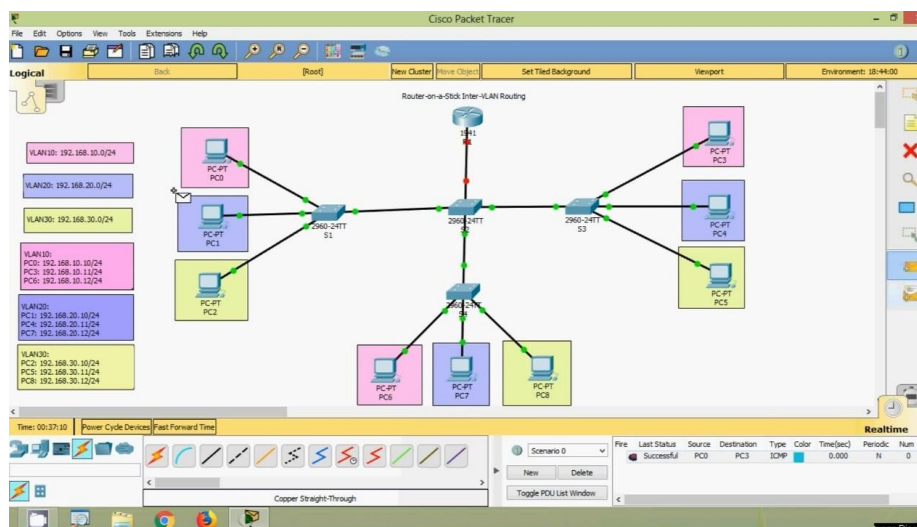 Cisco Packet Tracer
File Edit Options View Tools Extensions Help
Logical Back [Root] New Cluster Move Object Set Tiled Background Viewport Environment: 18:44:00
Router-on-a-Stick Inter-VLAN Routing
1941
PC-PT
PC0
PC-PT
PC1
PC-PT
PC2
2960-24TT
S1
2960-24TT
S2
2960-24TT
S3
2960-24TT
S4
PC-PT
PC3
PC-PT
PC4
PC-PT
PC5
PC-PT
PC6
PC-PT
PC7
PC-PT
PC8
VLAN10: 192.168.10.0/24
VLAN20: 192.168.20.0/24
VLAN30: 192.168.30.0/24
VLAN10:
PC0: 192.168.10.10/24
PC3: 192.168.10.11/24
PC6: 192.168.10.12/24
VLAN20:
PC1: 192.168.20.10/24
PC4: 192.168.20.11/24
PC7: 192.168.20.12/24
VLAN30:
PC2: 192.168.30.10/24
PC5: 192.168.30.11/24
PC8: 192.168.30.12/24
Time: 00:37:10 Power Cycle Devices Fast Forward Time Realtime
Scenario 0
New Delete
Toggle PDU List Window
Fire Last Status Source Destination Type Color Time(sec) Periodic Num
Successful PC0 PC3 ICMP 0.000 N 0
Copper Straight-Through